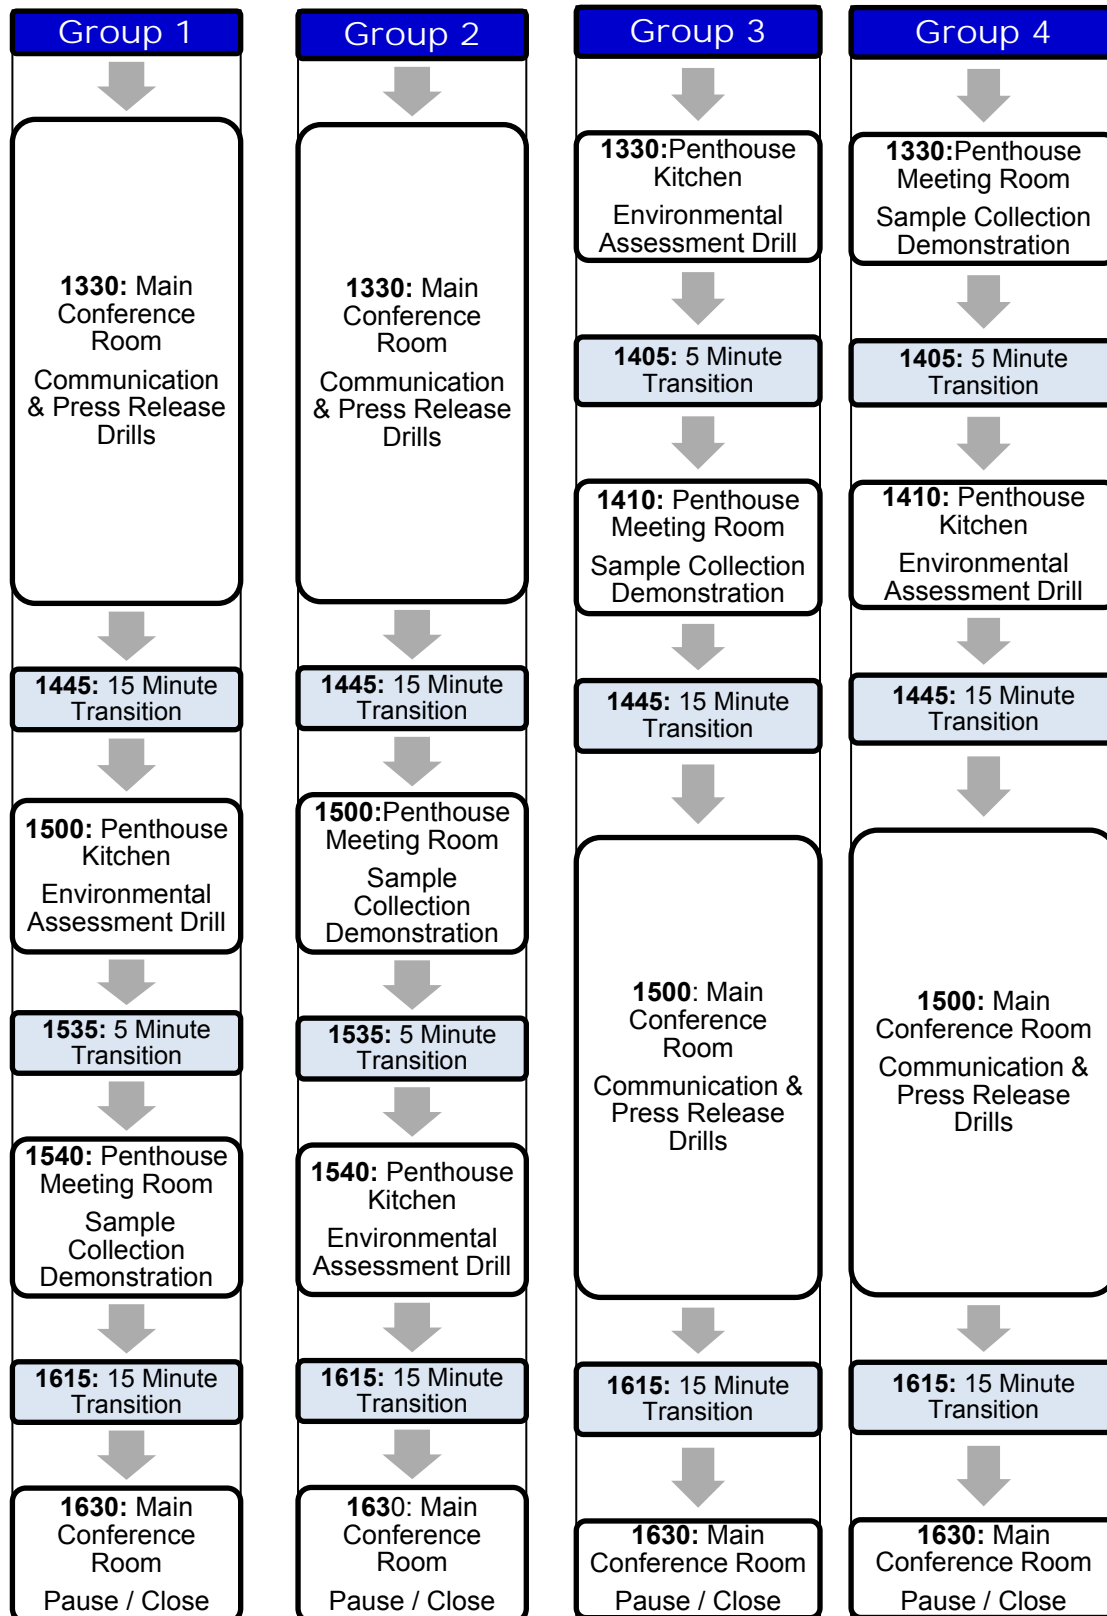 Group 1
1330: Main
Conference
Room
Communication
& Press Release
Drills
1445: 15 Minute
Transition
1500: Penthouse
Kitchen
Environmental
Assessment Drill
1535: 5 Minute
Transition
1540: Penthouse
Meeting Room
Sample
Collection
Demonstration
1615: 15 Minute
Transition
1630: Main
Conference
Room
Pause / Close
Group 2
1330: Main
Conference
Room
Communication
& Press Release
Drills
1445: 15 Minute
Transition
1500:Penthouse
Meeting Room
Sample
Collection
Demonstration
1535: 5 Minute
Transition
1540: Penthouse
Kitchen
Environmental
Assessment Drill
1615: 15 Minute
Transition
1630: Main
Conference
Room
Pause / Close
Group 3
1330:Penthouse
Kitchen
Environmental
Assessment Drill
1405: 5 Minute
Transition
1410: Penthouse
Meeting Room
Sample Collection
Demonstration
1445: 15 Minute
Transition
1500: Main
Conference
Room
Communication &
Press Release
Drills
1615: 15 Minute
Transition
1630: Main
Conference Room
Pause / Close
Group 4
1330:Penthouse
Meeting Room
Sample Collection
Demonstration
1405: 5 Minute
Transition
1410: Penthouse
Kitchen
Environmental
Assessment Drill
1445: 15 Minute
Transition
1500: Main
Conference Room
Communication &
Press Release
Drills
1615: 15 Minute
Transition
1630: Main
Conference Room
Pause / Close